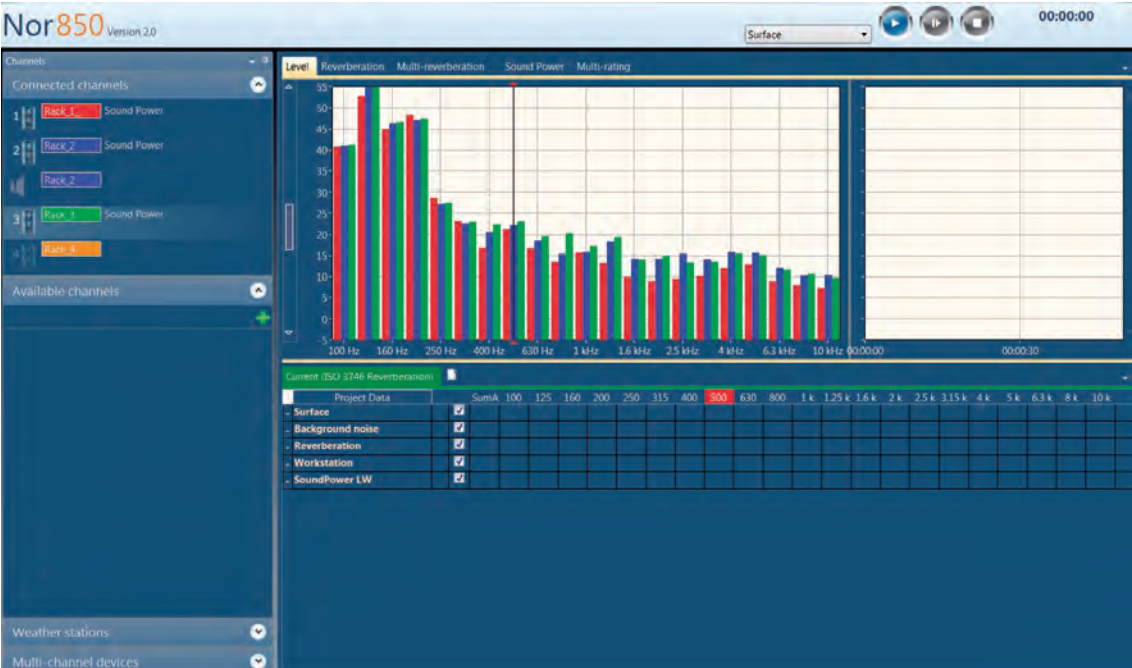 Nor850 Version 2.0
Surface
00:00:00
Channels
Connected channels
1 Rack_1_ Sound Power
2 Rack_2 Sound Power
Rack_2
3 Rack_3 Sound Power
4 Rack_4
Available channels
Weather stations
Multi-channel devices
Level Reverberation Multi-reverberation Sound Power Multi-rating
55
50
45
40
35
30
25
20
15
10
5
0
-5
100 Hz 160 Hz 250 Hz 400 Hz 630 Hz 1 kHz 1.6 kHz 2.5 kHz 4 kHz 6.3 kHz 10 kHz 00:00:00 00:00:30
Current (ISO 3746 Reverberation)
Project Data SumA 100 125 160 200 250 315 400 500 630 800 1 k 1.25 k 1.6 k 2 k 2.5 k 3.15 k 4 k 5 k 6.3 k 8 k 10 k
Surface
Background noise
Reverberation
Workstation
SoundPower LW